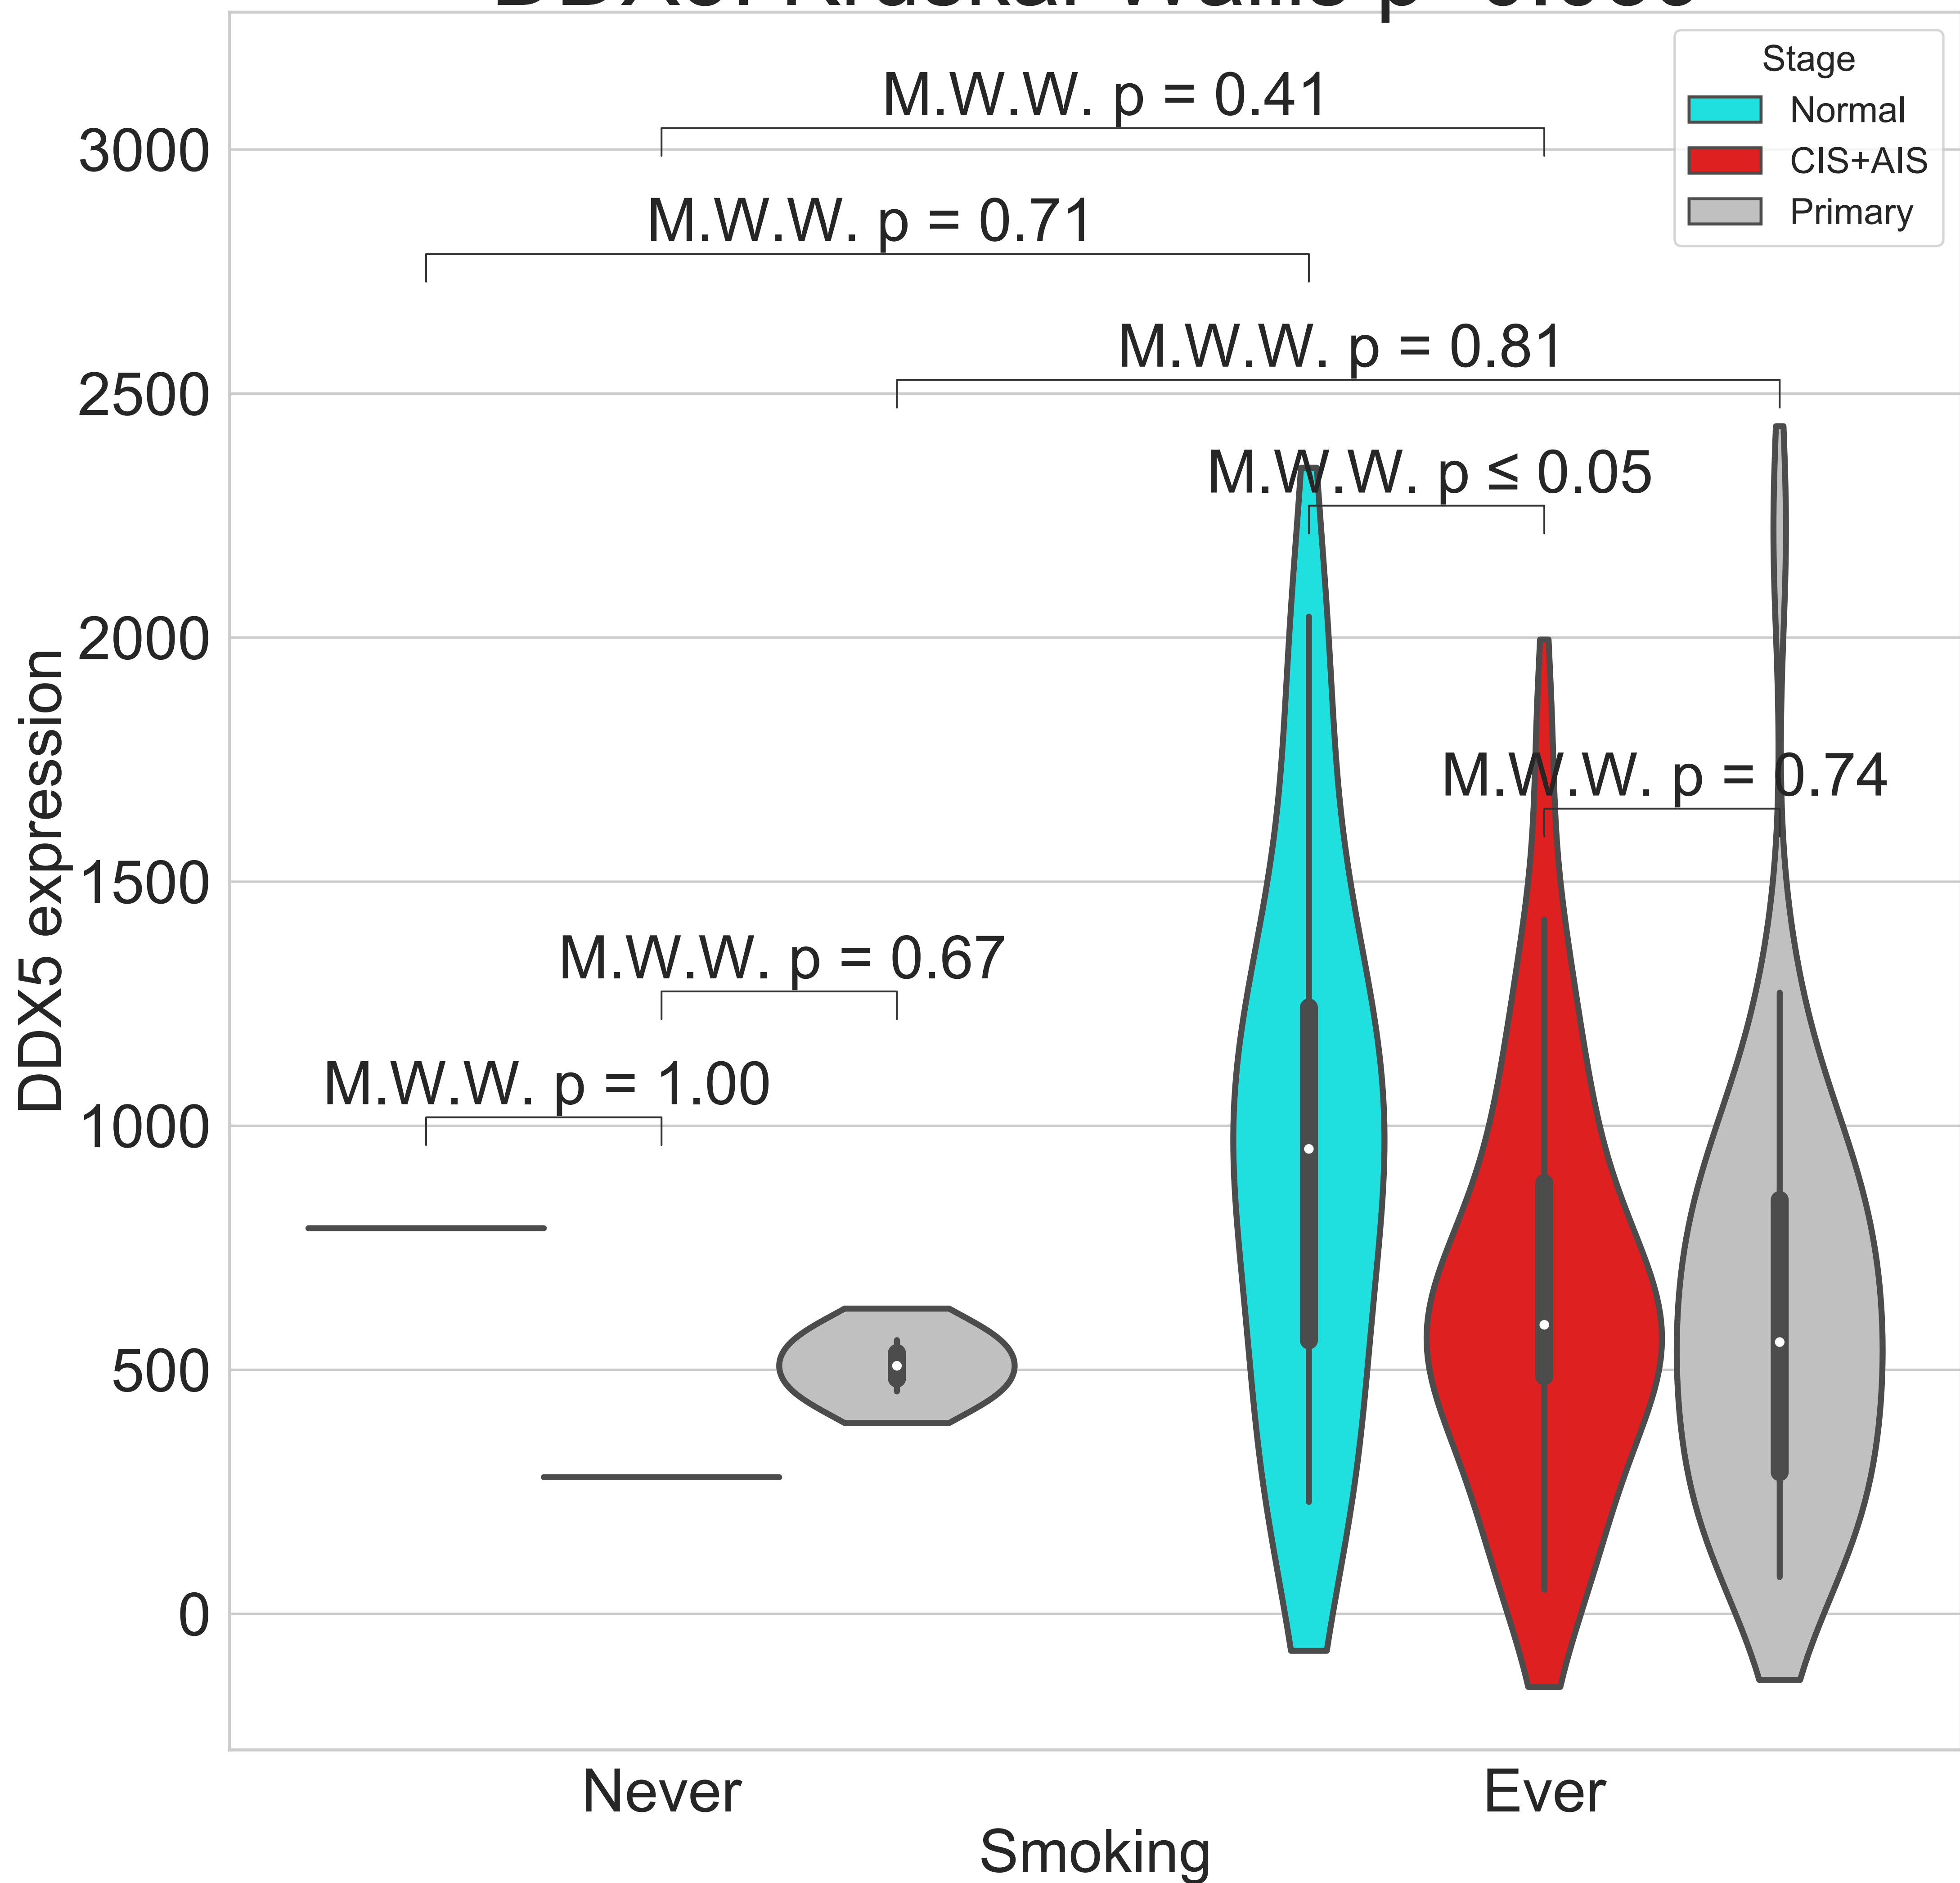 Stage
Normal
CIS+AIS
Primary
M.W.W. p = 0.41
M.W.W. p = 0.71
M.W.W. p = 0.81
M.W.W. p ≤ 0.05
M.W.W. p = 0.74
M.W.W. p = 0.67
M.W.W. p = 1.00
3000
2500
2000
1500
1000
500
0
DDX5 expression
Never
Ever
Smoking